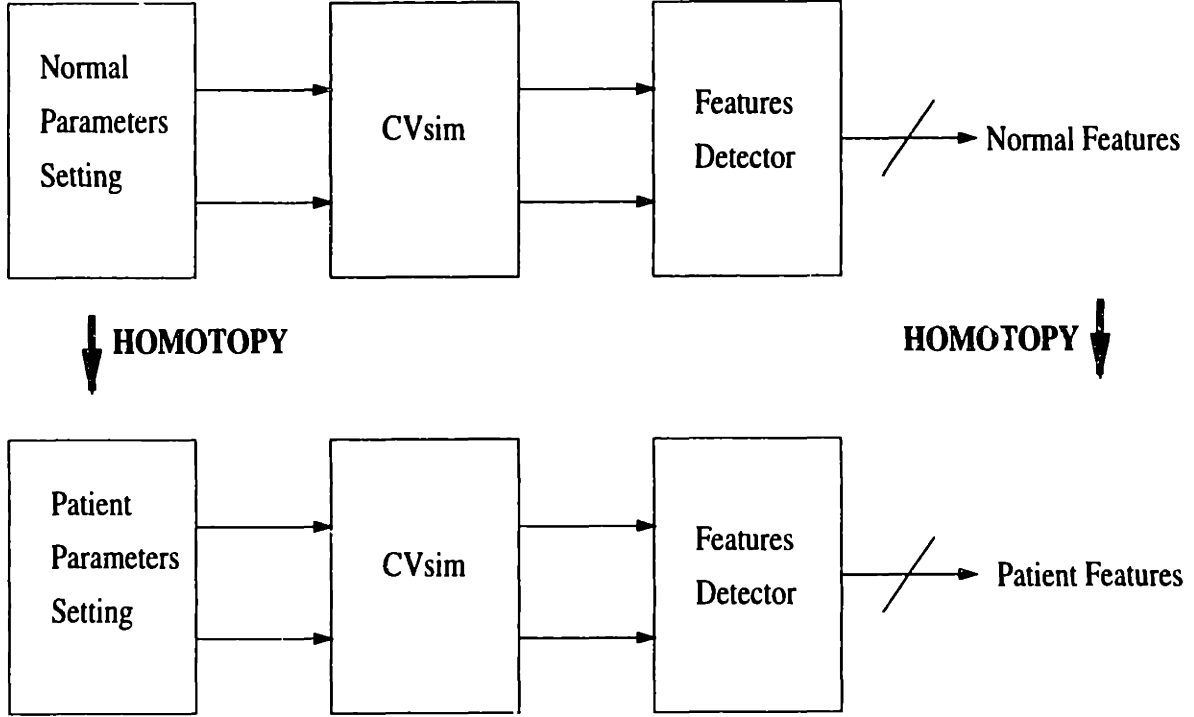 Normal
Parameters
Setting
CVsim
Features
Detector
Normal Features
HOMOTOPY
HOMOTOPY
Patient
Parameters
Setting
CVsim
Features
Detector
Patient Features